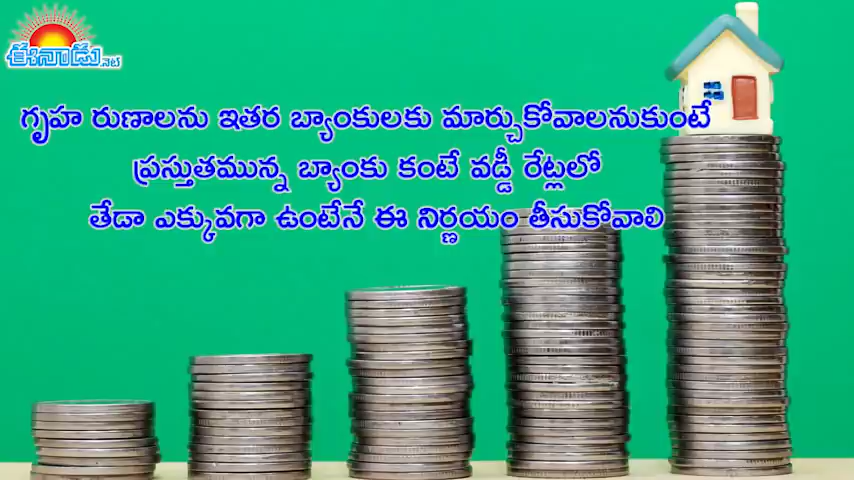 ఈనాడు.నెట్
గృహ రుణాలను ఇతర బ్యాంకులకు మార్చుకోవాలనుకుంటే
ప్రస్తుతమున్న బ్యాంకు కంటే వడ్డీ రేట్లలో
తేడా ఎక్కువగా ఉంటేనే ఈ నిర్ణయం తీసుకోవాలి